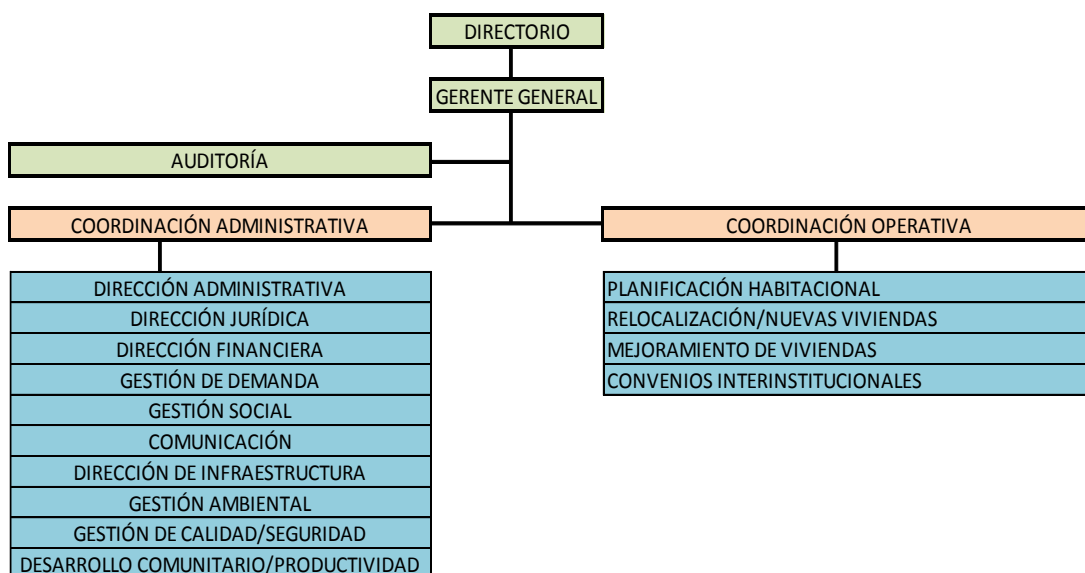 DIRECTORIO
GERENTE GENERAL
AUDITORÍA
COORDINACIÓN ADMINISTRATIVA
COORDINACIÓN OPERATIVA
DIRECCIÓN ADMINISTRATIVA
DIRECCIÓN JURÍDICA
DIRECCIÓN FINANCIERA
GESTIÓN DE DEMANDA
GESTIÓN SOCIAL
COMUNICACIÓN
DIRECCIÓN DE INFRAESTRUCTURA
GESTIÓN AMBIENTAL
GESTIÓN DE CALIDAD/SEGURIDAD
DESARROLLO COMUNITARIO/PRODUCTIVIDAD
PLANIFICACIÓN HABITACIONAL
RELOCALIZACIÓN/NUEVAS VIVIENDAS
MEJORAMIENTO DE VIVIENDAS
CONVENIOS INTERINSTITUCIONALES